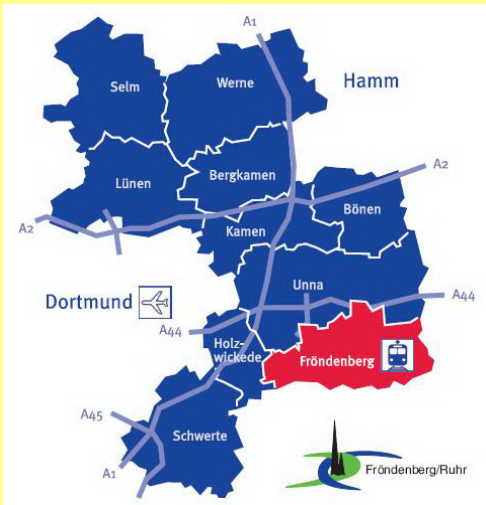 A1
Hamm
Selm
Werne
Lünen
Bergkamen
A2
A2
Kamen
Bönen
Dortmund
Unna
A44
A44
Holz-
wickede
Fröndenberg
A45
Schwerte
A1
Fröndenberg/Ruhr